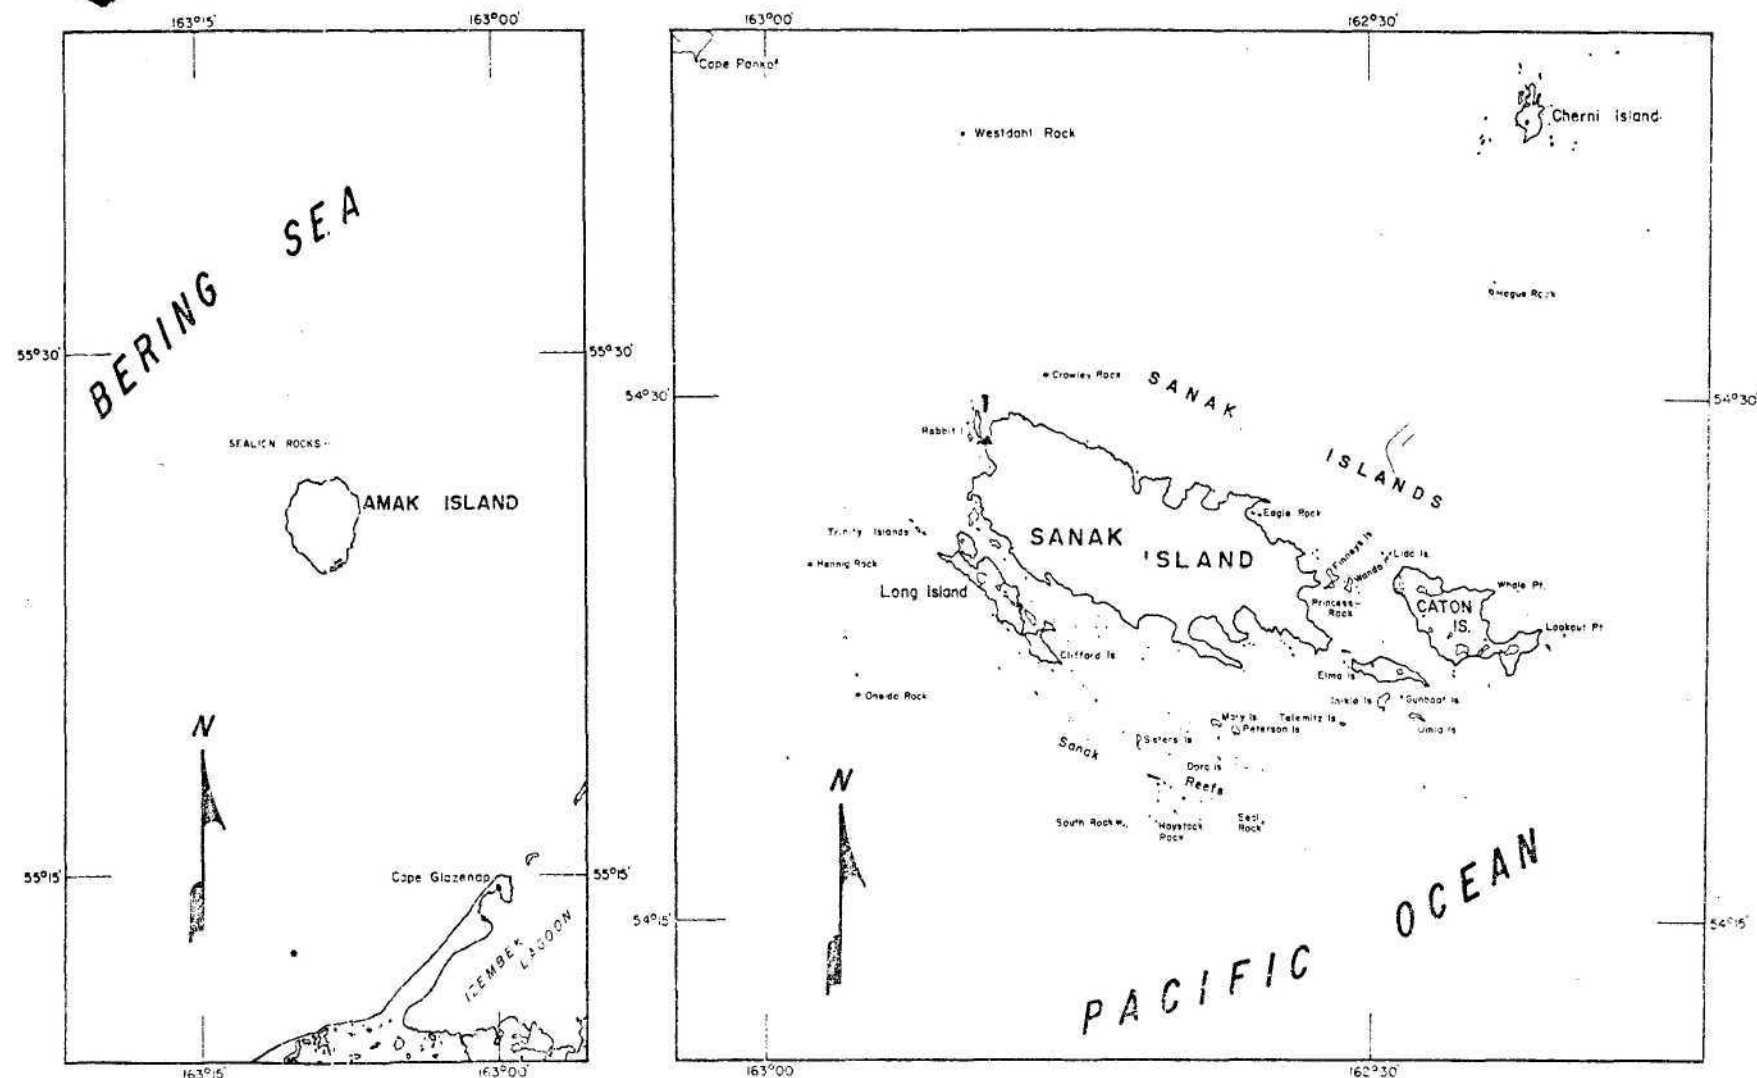 163°15'
163°00'
BERING SEA
55°30'
55°30'
SEALION ROCKS
AMAK ISLAND
N
55°15'
55°15'
Cape Glazenap
IZEMBEK
LAGOON
163°15'
163°00'
163°00'
162°30'
Cape Pankof
Cherni Island
Westdahl Rock
Hague Rock
Crowley Rock
54°30'
54°30'
SANAK
ISLANDS
Rabbit I.
Eagle Rock
Trinity Islands
SANAK
ISLAND
Finneys Is
Lida Is.
Wanda
Hennig Rock
Long Island
Princess
Rock
Whale Pt.
CATON
IS.
Lookout Pt
Clifford Is.
Elma Is
Oneida Rock
Inikla Is
Gunboat Is
Mary Is
Telemitz Is
Umla Is
Peterson Is
Sisters Is
Sanak
Reefs
Dora Is
N
South Rock
Haystack
Rock
Seal
Rock
54°15'
54°15'
PACIFIC OCEAN
163°00'
162°30'